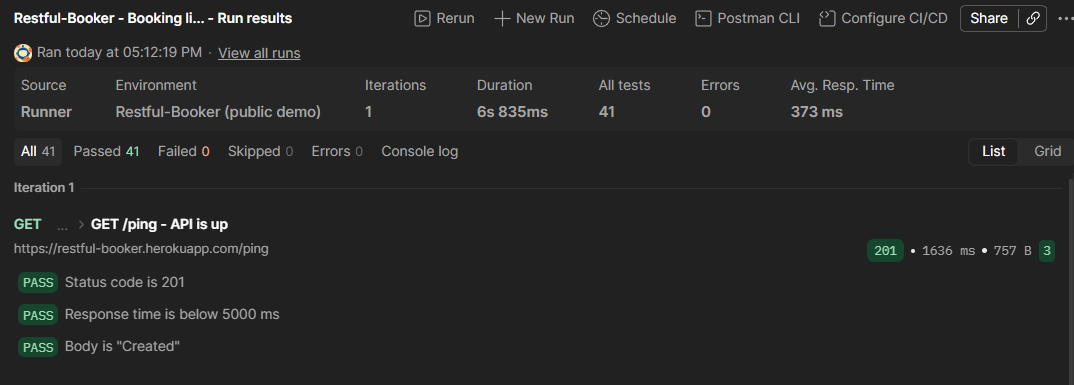 Restful-Booker - Booking li... - Run results Rerun New Run Schedule Postman CLI Configure CI/CD Share ...
Ran today at 05:12:19 PM · View all runs
Source Environment Iterations Duration All tests Errors Avg. Resp. Time
Runner Restful-Booker (public demo) 1 6s 835ms 41 0 373 ms
All 41 Passed 41 Failed 0 Skipped 0 Errors 0 Console log List Grid
Iteration 1
GET ... > GET /ping - API is up
https://restful-booker.herokuapp.com/ping 201 • 1636 ms • 757 B 3
PASS Status code is 201
PASS Response time is below 5000 ms
PASS Body is "Created"